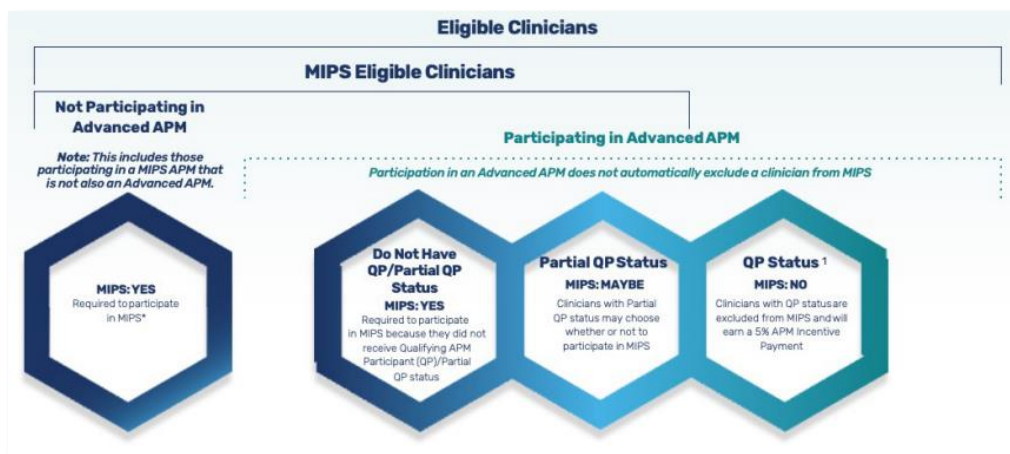 Eligible Clinicians
MIPS Eligible Clinicians
Not Participating in
Advanced APM
Note: This includes those
participating in a MIPS APM that
is not also an Advanced APM.
Participating in Advanced APM
Participation in an Advanced APM does not automatically exclude a clinician from MIPS
MIPS: YES
Required to participate
in MIPS*
Do Not Have
QP/Partial QP
Status
MIPS: YES
Required to participate
in MIPS because they did not
receive Qualifying APM
Participant (QP)/Partial
QP status
Partial QP Status
MIPS: MAYBE
Clinicians with Partial
QP status may choose
whether or not to
participate in MIPS
QP Status 1
MIPS: NO
Clinicians with QP status are
excluded from MIPS and will
earn a 5% APM Incentive
Payment